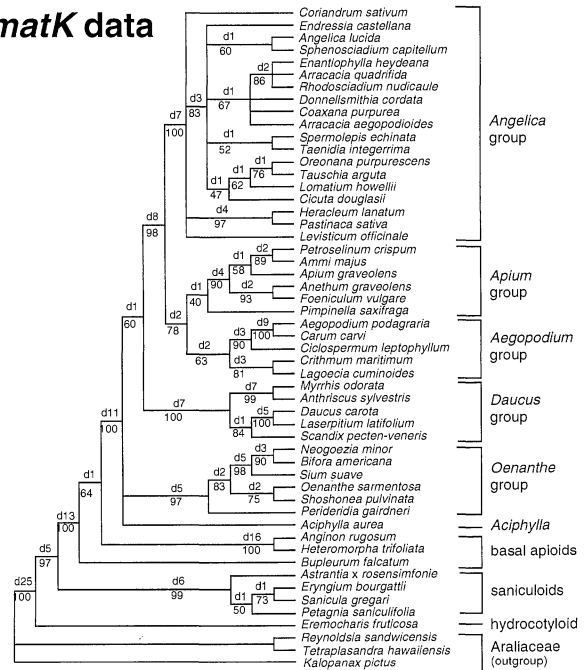 matK data
Coriandrum sativum
Endressia castellana
d1
Angelica lucida
60
Sphenosciadium capitellum
d2
Enantiophylla heydeana
86
Arracacia quadrifida
d3
Rhodosciadium nudicaule
83
d1
Donnellsmithia cordata
67
Coaxana purpurea
d7
Arracacia aegopodioides
100
Angelica
group
d1
Spermolepis echinata
52
Taenidia integerrima
d1
Oreonana purpurescens
76
Tauschia arguta
d1
62
Lomatium howellii
d1
47
Cicuta douglasii
d4
Heracleum lanatum
97
Pastinaca sativa
d8
98
Levisticum officinale
d2
Petroselinum crispum
89
d1
Ammi majus
58
d4
Apium graveolens
90
Apium
group
d1
d2
Anethum graveolens
40
93
Foeniculum vulgare
d2
78
Pimpinella saxifraga
d1
60
d9
Aegopodium podagraria
100
d3
Carum carvi
90
Ciclospermum leptophyllum
Aegopodium
group
d2
63
d3
Crithmum maritimum
81
Lagoecia cuminoides
d7
Myrrhis odorata
99
Anthriscus sylvestris
d7
100
d5
Daucus carota
100
Laserpitium latifolium
d1
84
Scandix pecten-veneris
Daucus
group
d11
100
d3
Neogoezia minor
90
Bifora americana
d5
98
Sium suave
d2
83
d2
Oenanthe sarmentosa
75
Shoshonea pulvinata
d5
97
Perideridia gairdneri
Oenanthe
group
d1
64
Aciphylla aurea
Aciphylla
d13
100
d16
Anginon rugosum
100
Heteromorpha trifoliata
Bupleurum falcatum
basal apioids
d5
97
Astrantia x rosensimfonie
d6
99
d1
Eryngium bourgattii
73
Sanicula gregari
d1
50
Petagnia saniculifolia
saniculoids
d25
100
Eremocharis fruticosa
hydrocotyloid
Reynoldsia sandwicensis
Tetraplasandra hawaiiensis
Kalopanax pictus
Araliaceae
(outgroup)